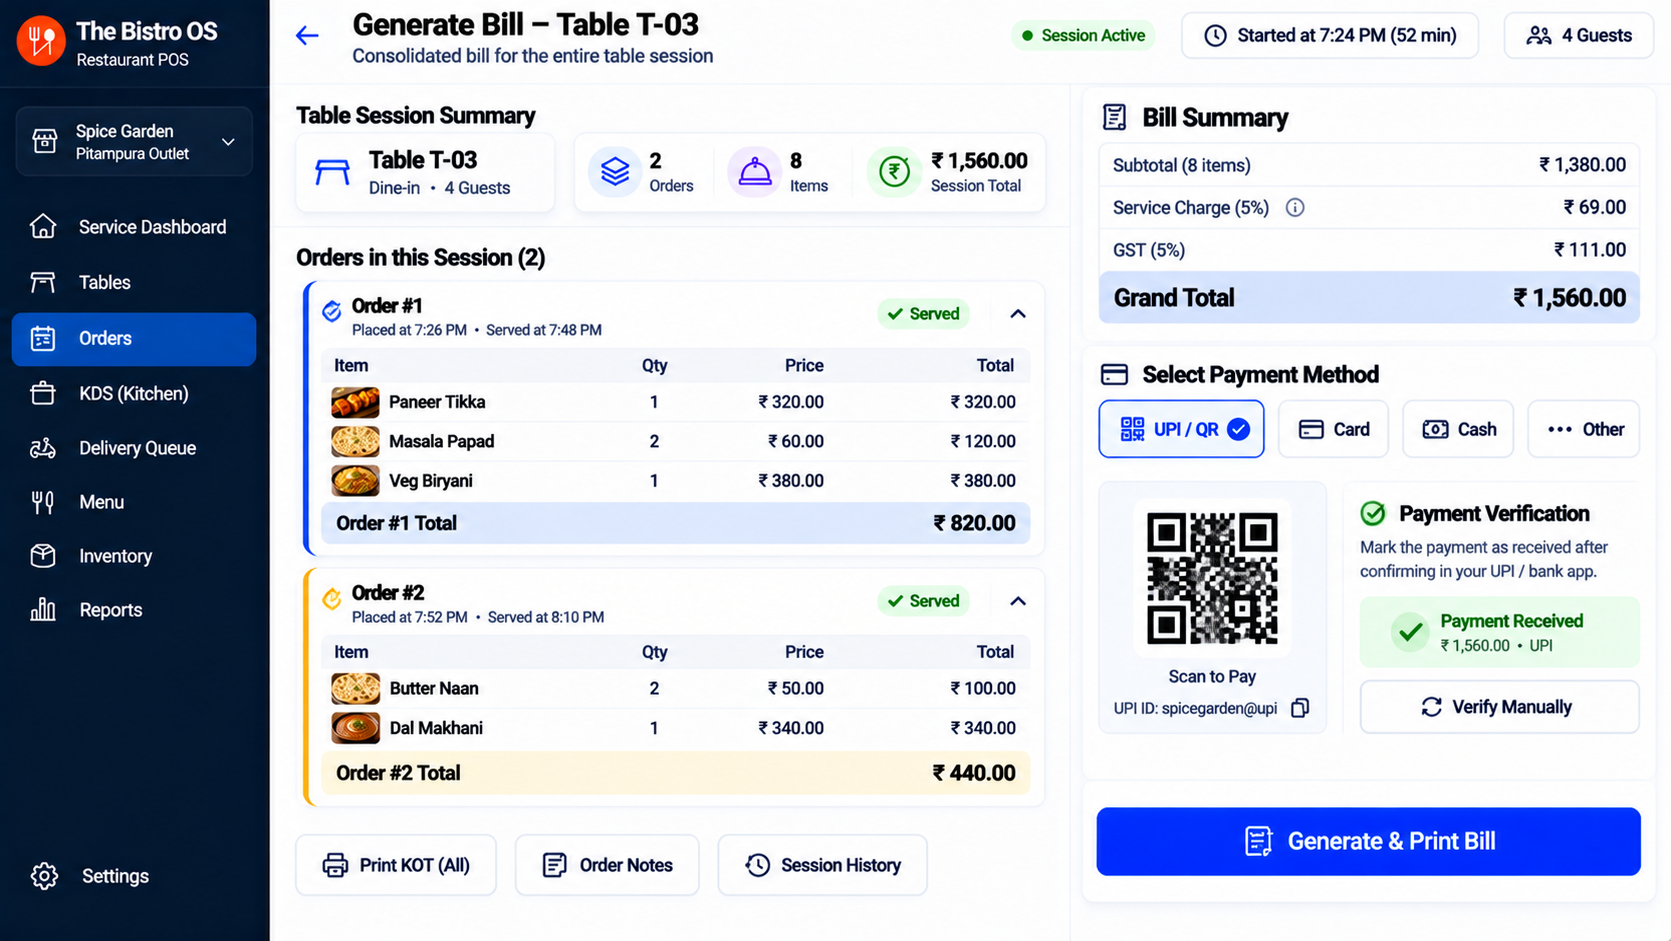 The Bistro OS
Restaurant POS
Spice Garden
Pitampura Outlet
Service Dashboard
Tables
Orders
KDS (Kitchen)
Delivery Queue
Menu
Inventory
Reports
Settings
Generate Bill – Table T-03
Consolidated bill for the entire table session
Session Active
Started at 7:24 PM (52 min)
4 Guests
Table Session Summary
Table T-03
Dine-in • 4 Guests
2
Orders
8
Items
₹ 1,560.00
Session Total
Orders in this Session (2)
Order #1
Placed at 7:26 PM • Served at 7:48 PM
Served
Item Qty Price Total
Paneer Tikka 1 ₹ 320.00 ₹ 320.00
Masala Papad 2 ₹ 60.00 ₹ 120.00
Veg Biryani 1 ₹ 380.00 ₹ 380.00
Order #1 Total ₹ 820.00
Order #2
Placed at 7:52 PM • Served at 8:10 PM
Served
Item Qty Price Total
Butter Naan 2 ₹ 50.00 ₹ 100.00
Dal Makhani 1 ₹ 340.00 ₹ 340.00
Order #2 Total ₹ 440.00
Print KOT (All)
Order Notes
Session History
Bill Summary
Subtotal (8 items) ₹ 1,380.00
Service Charge (5%) ₹ 69.00
GST (5%) ₹ 111.00
Grand Total ₹ 1,560.00
Select Payment Method
UPI / QR
Card
Cash
Other
Scan to Pay
UPI ID: spicegarden@upi
Payment Verification
Mark the payment as received after
confirming in your UPI / bank app.
Payment Received
₹ 1,560.00 • UPI
Verify Manually
Generate & Print Bill